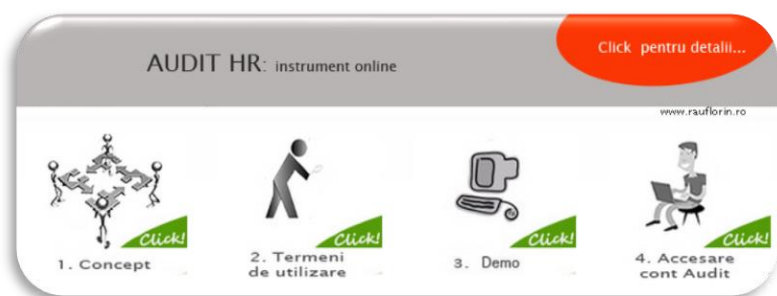 AUDIT HR: instrument online
Click pentru detalii...
www.rauflorin.ro
Click!
1. Concept
Click!
2. Termeni
de utilizare
Click!
3. Demo
Click!
4. Accesare
cont Audit